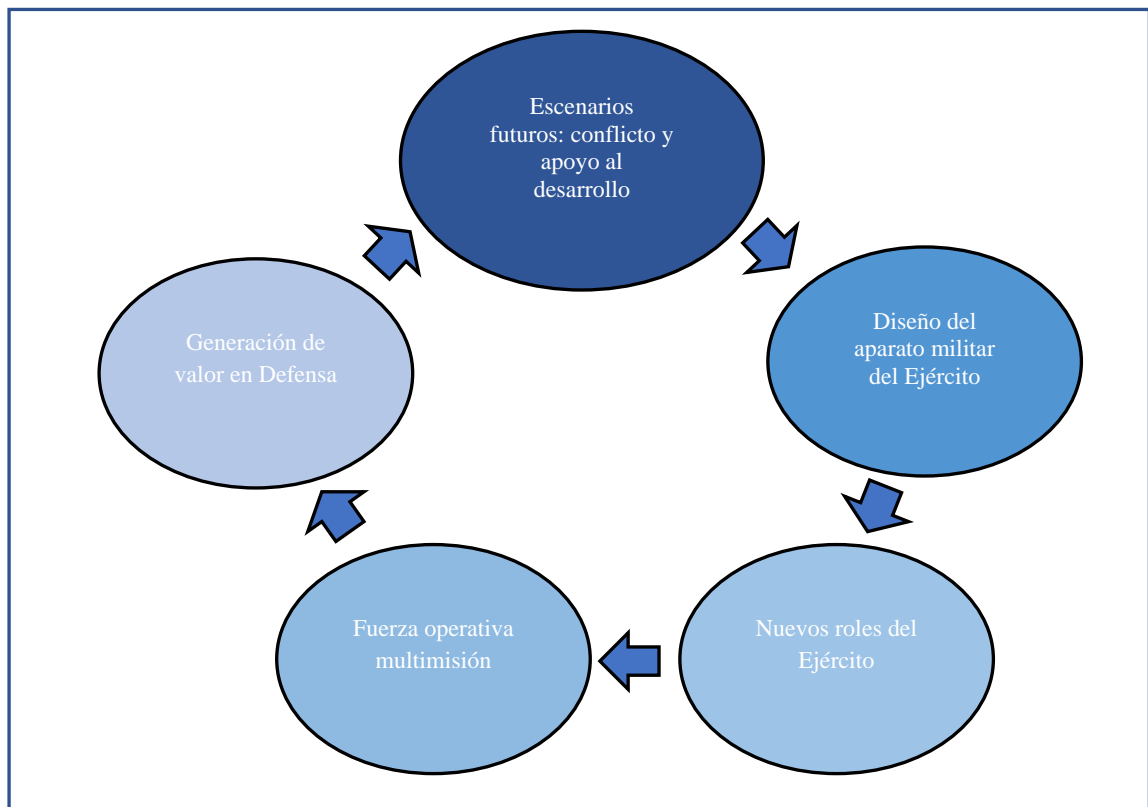 Escenarios
futuros: conflicto y
apoyo al
desarrollo
Diseño del
aparato militar
del Ejército
Nuevos roles del
Ejército
Fuerza operativa
multimisión
Generación de
valor en Defensa